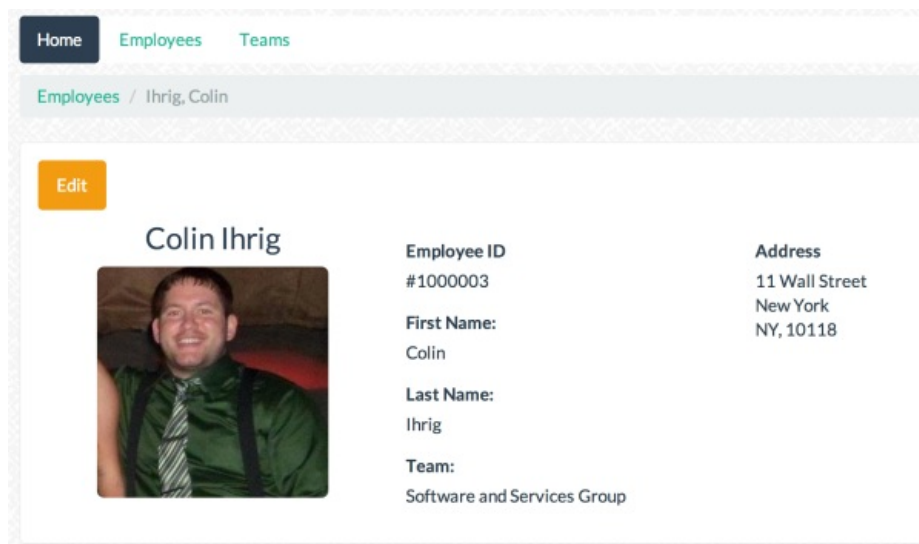 Home Employees Teams
Employees / Ihrig, Colin
Edit
Colin Ihrig
Employee ID
#1000003
First Name:
Colin
Last Name:
Ihrig
Team:
Software and Services Group
Address
11 Wall Street
New York
NY, 10118